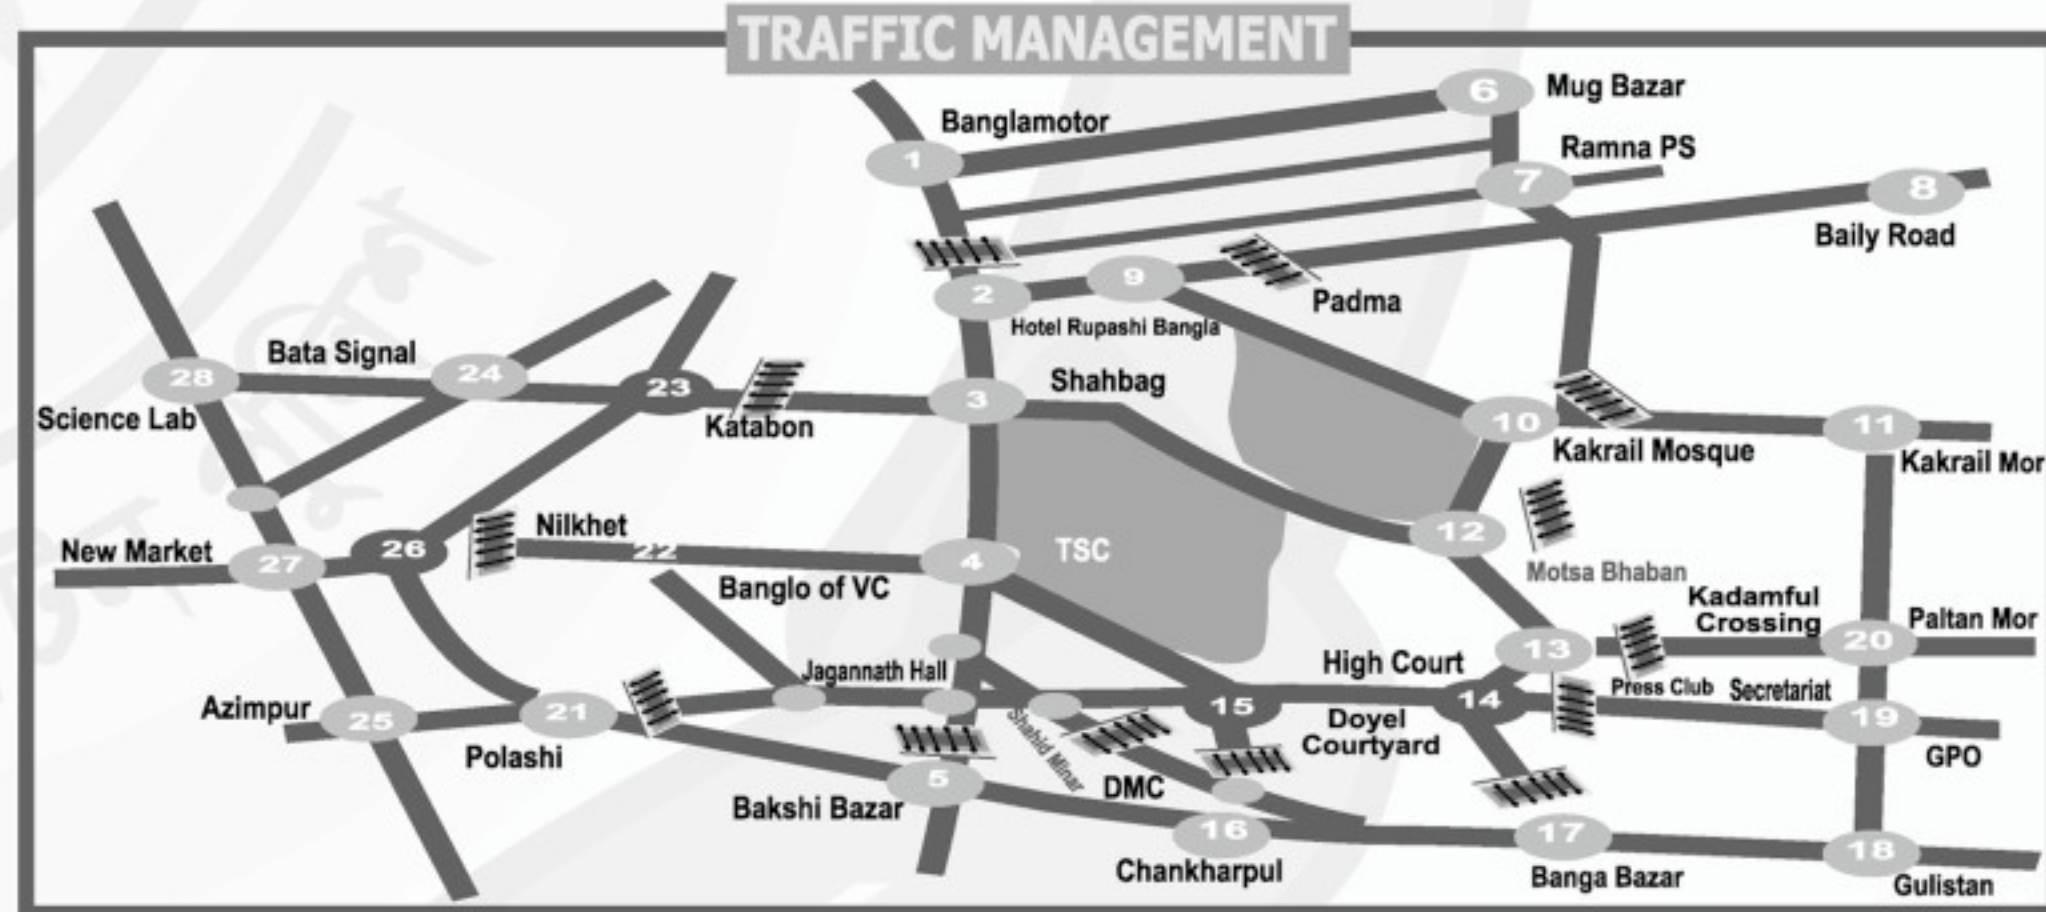 TRAFFIC MANAGEMENT
6 Mug Bazar
Banglamotor
1
Ramna PS
7
8
Baily Road
9
2
Padma
Hotel Rupashi Bangla
Bata Signal
28
24
23
3
Shahbag
Science Lab
Katabon
10
11
Kakrail Mosque
Kakrail Mor
New Market
27
26
Nilkhet
22
4
TSC
12
Banglo of VC
Motsa Bhaban
Kadamful
Crossing
20
Paltan Mor
13
Jagannath Hall
High Court
Press Club
Secretariat
Azimpur
25
21
15
14
19
Polashi
Doyel
Courtyard
GPO
Shahid Minar
5
Bakshi Bazar
DMC
16
Chankharpul
17
Banga Bazar
18
Gulistan